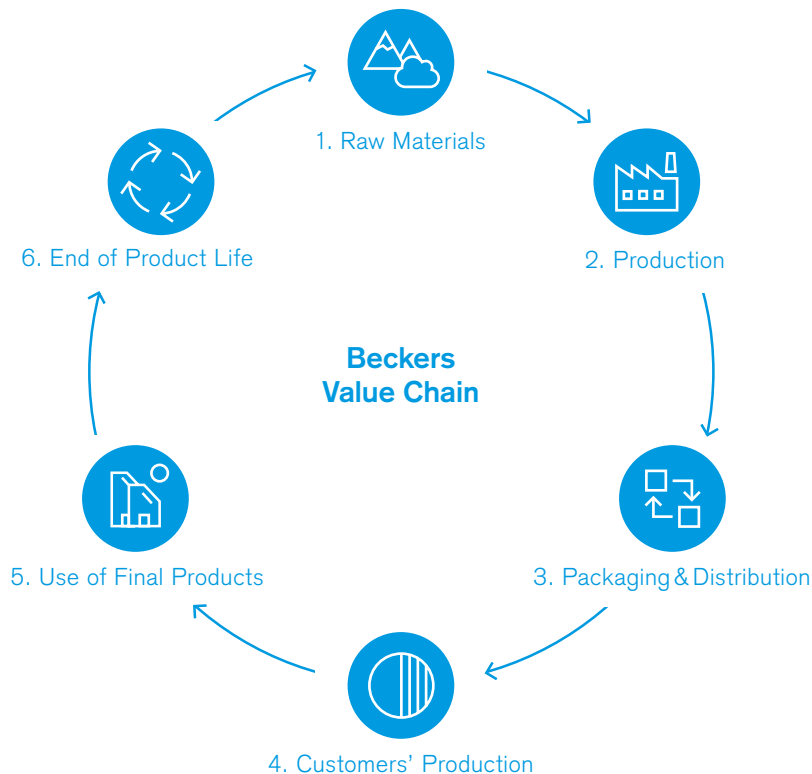 1. Raw Materials
2. Production
3. Packaging & Distribution
4. Customers’ Production
5. Use of Final Products
6. End of Product Life
Beckers
Value Chain